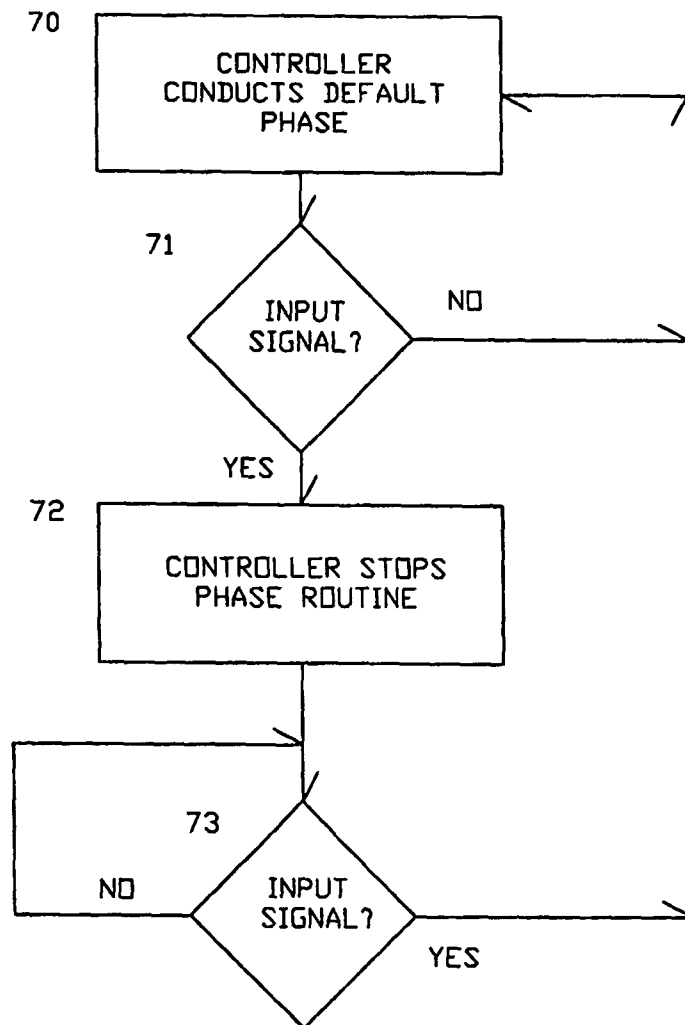 70
CONTROLLER
CONDUCTS DEFAULT
PHASE
71
INPUT
SIGNAL?
NO
YES
72
CONTROLLER STOPS
PHASE ROUTINE
73
NO
INPUT
SIGNAL?
YES